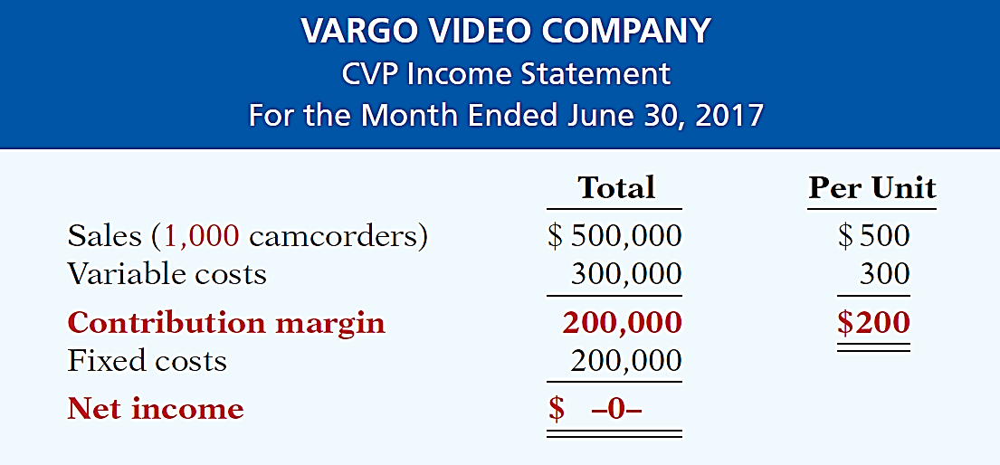 VARGO VIDEO COMPANY
CVP Income Statement
For the Month Ended June 30, 2017
Total Per Unit
Sales (1,000 camcorders) $ 500,000 $ 500
Variable costs 300,000 300
Contribution margin 200,000 $200
Fixed costs 200,000
Net income $ –0–